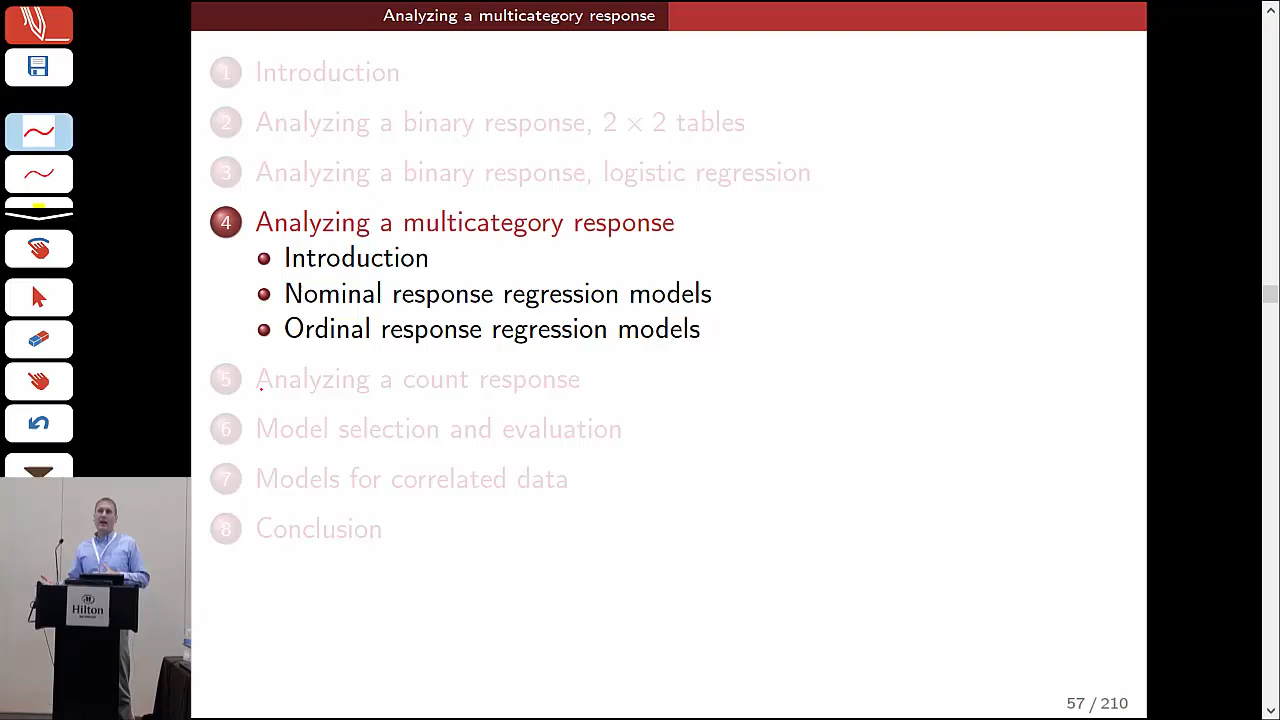 Analyzing a multicategory response
1 Introduction
2 Analyzing a binary response, 2 × 2 tables
3 Analyzing a binary response, logistic regression
4 Analyzing a multicategory response
Introduction
Nominal response regression models
Ordinal response regression models
5 Analyzing a count response
6 Model selection and evaluation
7 Models for correlated data
8 Conclusion
Hilton
57 / 210